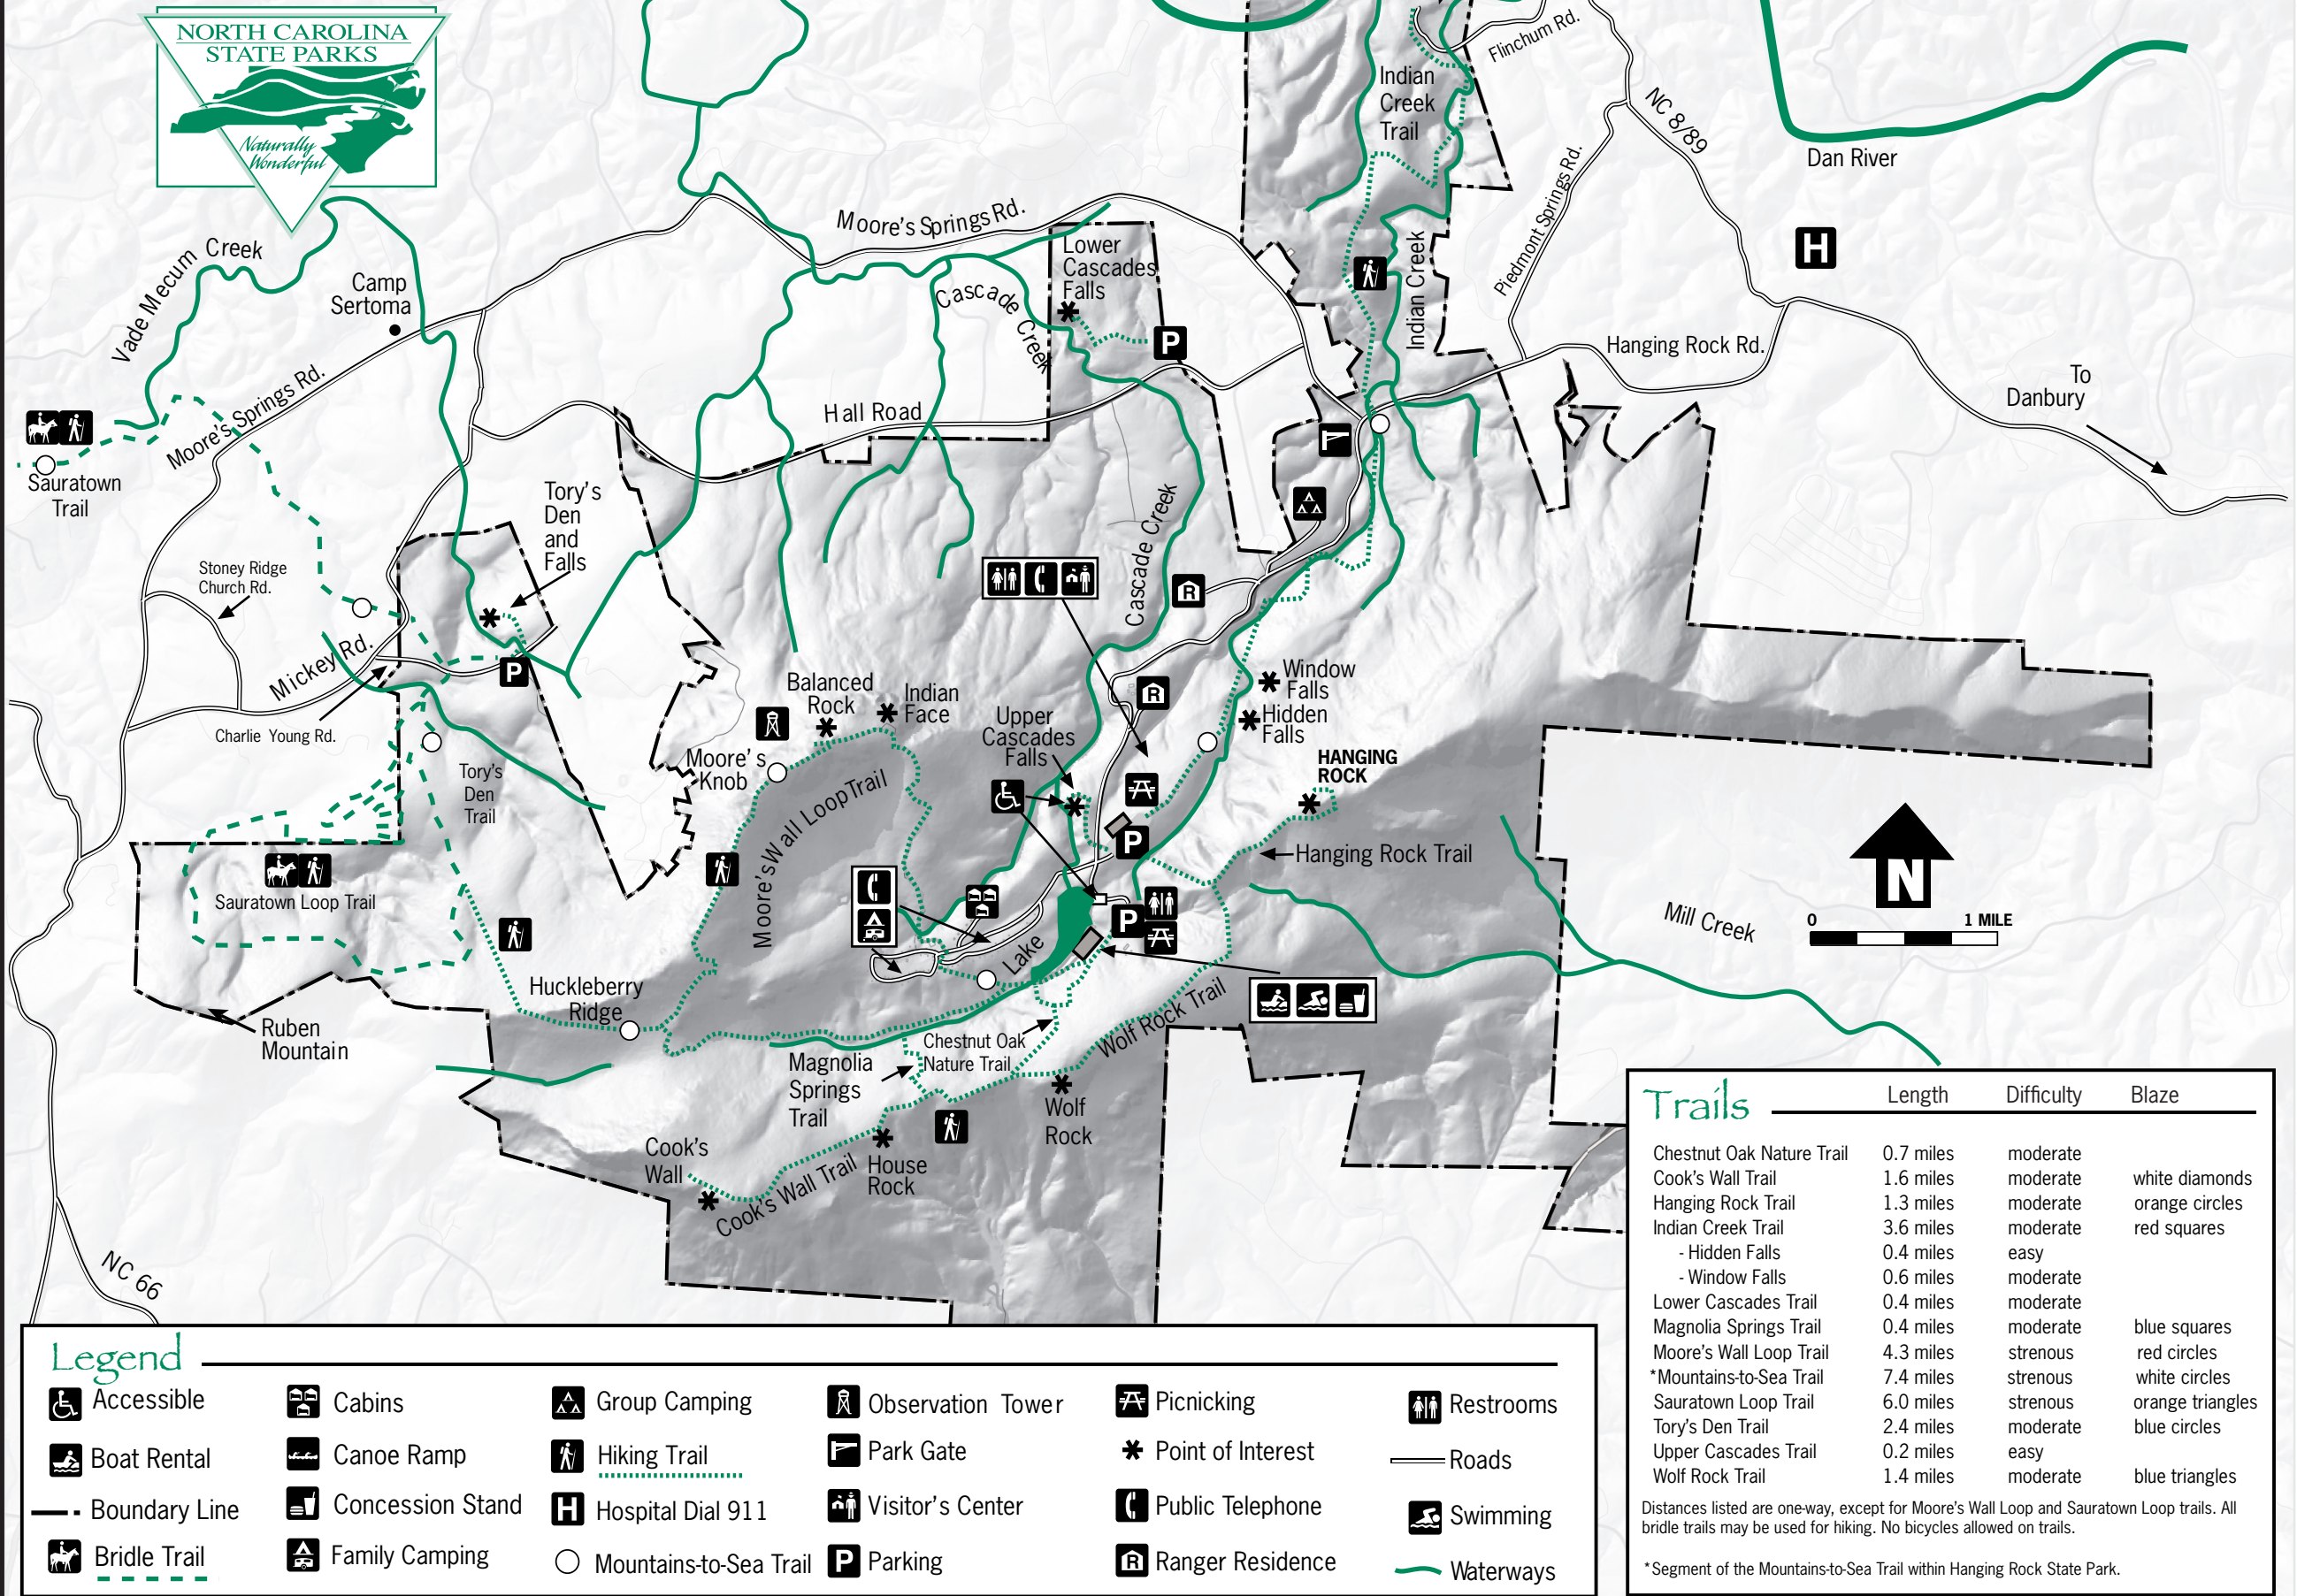 NORTH CAROLINA
STATE PARKS
Naturally
Wonderful
Flinchum Rd.
Indian
Creek
Trail
NC 8/89
Dan River
Piedmont Springs Rd.
H
Moore's Springs Rd.
Lower
Cascades
Falls
Vade Mecum Creek
Camp
Sertoma
Cascade Creek
P
Indian Creek
Hanging Rock Rd.
To
Danbury
Moore's Springs Rd.
Hall Road
Sauratown
Trail
Tory's
Den
and
Falls
Cascade Creek
Stoney Ridge
Church Rd.
R
Mickey Rd.
P
Charlie Young Rd.
Balanced
Rock
Indian
Face
Upper
Cascades
Falls
R
Window
Falls
Hidden
Falls
HANGING
ROCK
Moore's
Knob
Tory's
Den
Trail
Moore's Wall Loop Trail
P
Hanging Rock Trail
N
0 1 MILE
Sauratown Loop Trail
P
Mill Creek
Lake
Huckleberry
Ridge
Ruben
Mountain
Wolf Rock Trail
Chestnut Oak
Nature Trail
Magnolia
Springs
Trail
Wolf
Rock
Cook's
Wall
House
Rock
Cook's Wall Trail
NC 66
Trails Length Difficulty Blaze
Chestnut Oak Nature Trail 0.7 miles moderate
Cook's Wall Trail 1.6 miles moderate white diamonds
Hanging Rock Trail 1.3 miles moderate orange circles
Indian Creek Trail 3.6 miles moderate red squares
- Hidden Falls 0.4 miles easy
- Window Falls 0.6 miles moderate
Lower Cascades Trail 0.4 miles moderate
Magnolia Springs Trail 0.4 miles moderate blue squares
Moore's Wall Loop Trail 4.3 miles strenous red circles
*Mountains-to-Sea Trail 7.4 miles strenous white circles
Sauratown Loop Trail 6.0 miles strenous orange triangles
Tory's Den Trail 2.4 miles moderate blue circles
Upper Cascades Trail 0.2 miles easy
Wolf Rock Trail 1.4 miles moderate blue triangles
Distances listed are one-way, except for Moore's Wall Loop and Sauratown Loop trails. All
bridle trails may be used for hiking. No bicycles allowed on trails.
*Segment of the Mountains-to-Sea Trail within Hanging Rock State Park.
Legend
Accessible
Boat Rental
Boundary Line
Bridle Trail
Cabins
Canoe Ramp
Concession Stand
Family Camping
Group Camping
Hiking Trail
H Hospital Dial 911
Mountains-to-Sea Trail
Observation Tower
Park Gate
Visitor's Center
P Parking
Picnicking
Point of Interest
Public Telephone
R Ranger Residence
Restrooms
Roads
Swimming
Waterways